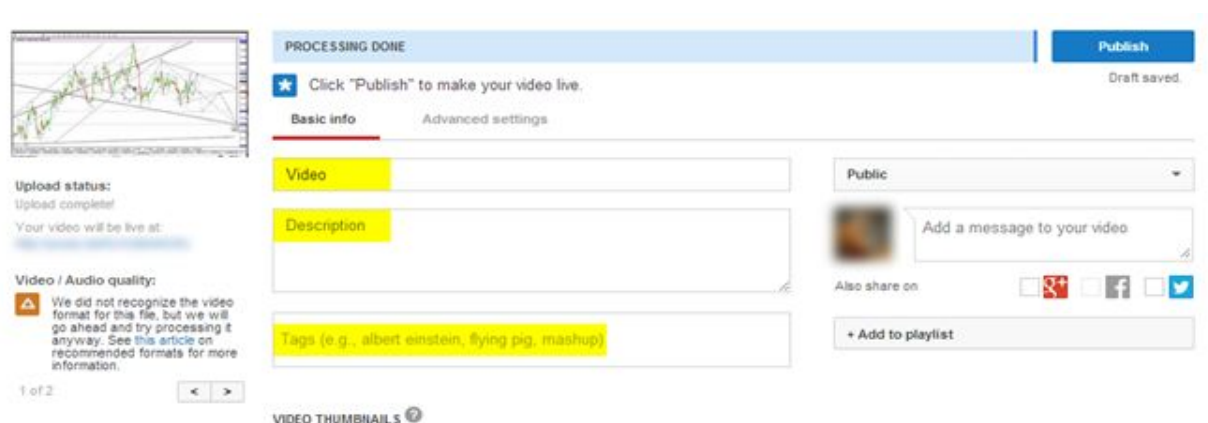 PROCESSING DONE
Publish
Click "Publish" to make your video live.
Draft saved.
Basic info
Advanced settings
Upload status:
Upload complete!
Your video will be live at:
Video / Audio quality:
We did not recognize the video
format for this file, but we will
go ahead and try processing it
anyway. See this article on
recommended formats for more
information.
1 of 2
<
>
Video
Description
Tags (e.g., albert einstein, flying pig, mashup)
VIDEO THUMBNAILS ?
Public
Add a message to your video
Also share on
g+
f
+ Add to playlist